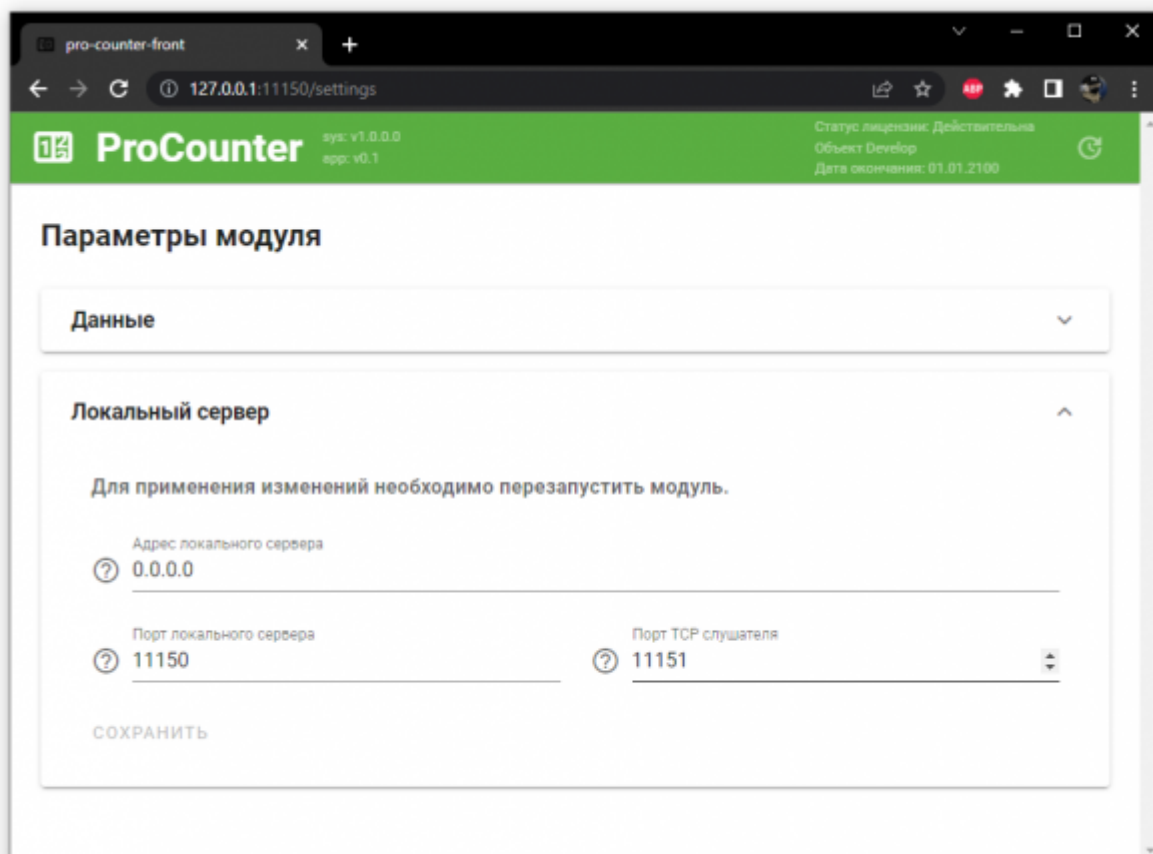 pro-counter-front
127.0.0.1:11150/settings
ABP
ProCounter
sys: v1.0.0.0
app: v0.1
Статус лицензии: Действительна
Объект Develop
Дата окончания: 01.01.2100
Параметры модуля
Данные
Локальный сервер
Для применения изменений необходимо перезапустить модуль.
Адрес локального сервера
0.0.0.0
Порт локального сервера
11150
Порт TCP слушателя
11151
СОХРАНИТЬ